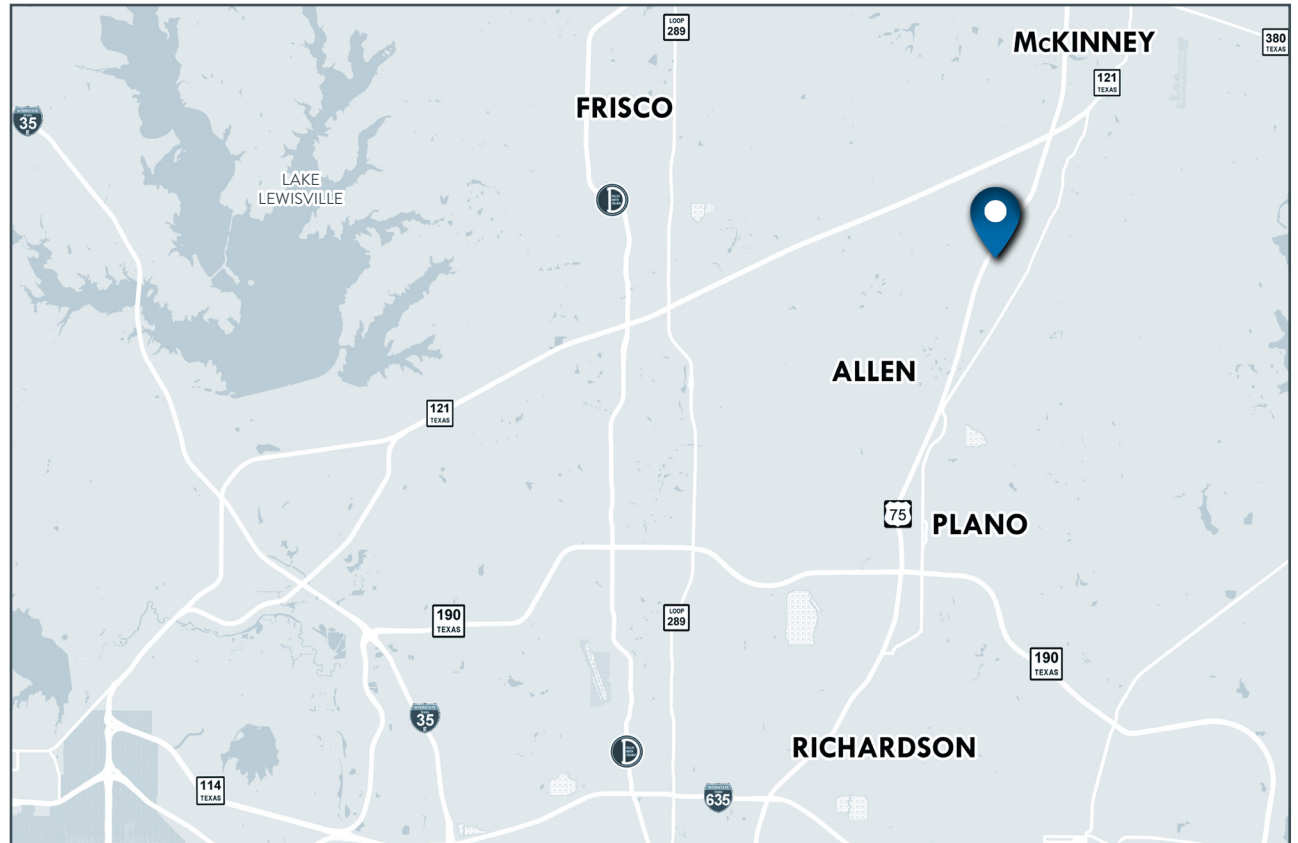 LOOP
289
McKINNEY
380
TEXAS
121
TEXAS
FRISCO
35
LAKE
LEWISVILLE
ALLEN
121
TEXAS
75
PLANO
190
TEXAS
LOOP
289
190
TEXAS
35
RICHARDSON
114
TEXAS
635